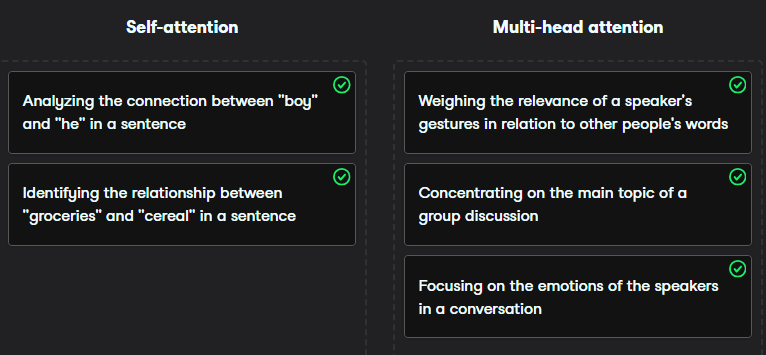 Self-attention
Analyzing the connection between "boy"
and "he" in a sentence
Identifying the relationship between
"groceries" and "cereal" in a sentence
Multi-head attention
Weighing the relevance of a speaker's
gestures in relation to other people's words
Concentrating on the main topic of a
group discussion
Focusing on the emotions of the speakers
in a conversation